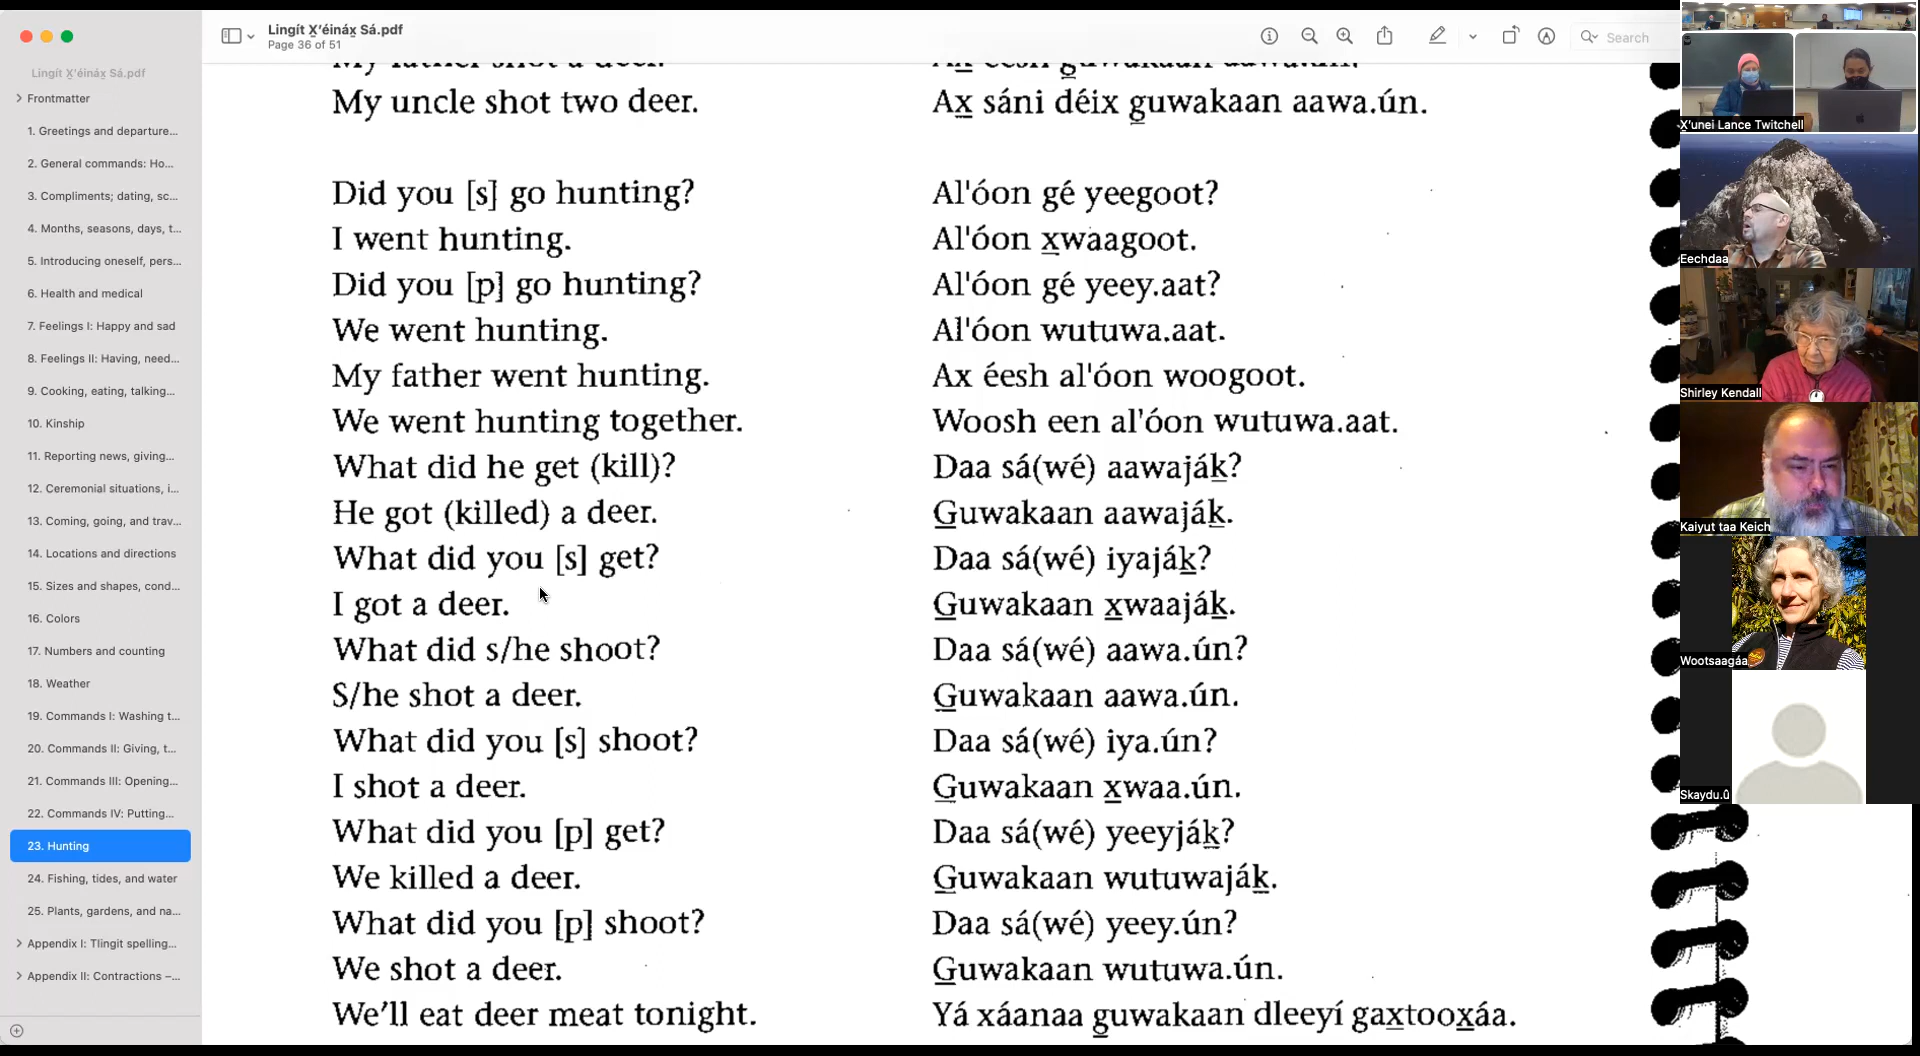 Lingít X̱ʼéináx̱ Sá.pdf
Page 36 of 51
Search
Lingít X̱ʼéináx̱ Sá.pdf
Frontmatter
1. Greetings and departure...
2. General commands: Ho...
3. Compliments; dating, sc...
4. Months, seasons, days, t...
5. Introducing oneself, pers...
6. Health and medical
7. Feelings I: Happy and sad
8. Feelings II: Having, need...
9. Cooking, eating, talking...
10. Kinship
11. Reporting news, giving...
12. Ceremonial situations, i...
13. Coming, going, and trav...
14. Locations and directions
15. Sizes and shapes, cond...
16. Colors
17. Numbers and counting
18. Weather
19. Commands I: Washing t...
20. Commands II: Giving, t...
21. Commands III: Opening...
22. Commands IV: Putting...
23. Hunting
24. Fishing, tides, and water
25. Plants, gardens, and na...
Appendix I: Tlingit spelling...
Appendix II: Contractions –...
My father shot a deer. Ax̱ éesh g̱uwakaan aawa.ún.
My uncle shot two deer. Ax̱ sáni déix g̱uwakaan aawa.ún.
Did you [s] go hunting? Al'óon gé yeegoot?
I went hunting. Al'óon x̱waagoot.
Did you [p] go hunting? Al'óon gé yeey.aat?
We went hunting. Al'óon wutuwa.aat.
My father went hunting. Ax éesh al'óon woogoot.
We went hunting together. Woosh een al'óon wutuwa.aat.
What did he get (kill)? Daa sá(wé) aawaják̲?
He got (killed) a deer. G̱uwakaan aawaják̲.
What did you [s] get? Daa sá(wé) iyaják̲?
I got a deer. G̱uwakaan x̱waaják̲.
What did s/he shoot? Daa sá(wé) aawa.ún?
S/he shot a deer. G̱uwakaan aawa.ún.
What did you [s] shoot? Daa sá(wé) iya.ún?
I shot a deer. G̱uwakaan x̱waa.ún.
What did you [p] get? Daa sá(wé) yeeyják̲?
We killed a deer. G̱uwakaan wutuwaják̲.
What did you [p] shoot? Daa sá(wé) yeey.ún?
We shot a deer. G̱uwakaan wutuwa.ún.
We’ll eat deer meat tonight. Yá xáanaa g̱uwakaan dleeyí gax̱toox̱áa.
X̱ʼunei Lance Twitchell
Eechdaa
Shirley Kendall
Kaiyut taa Keich
Wootsaagáa
Skaydu.û